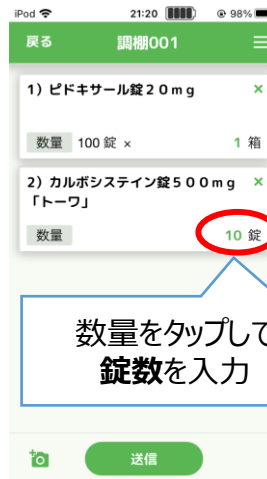 iPod 21:20 98%
戻る 調棚001
1）ピドキサール錠２０ｍｇ ×
数量 100 錠 × 1 箱
2）カルボシステイン錠５００ｍｇ ×
「トーワ」
数量 10 錠
数量をタップして
錠数を入力
送信